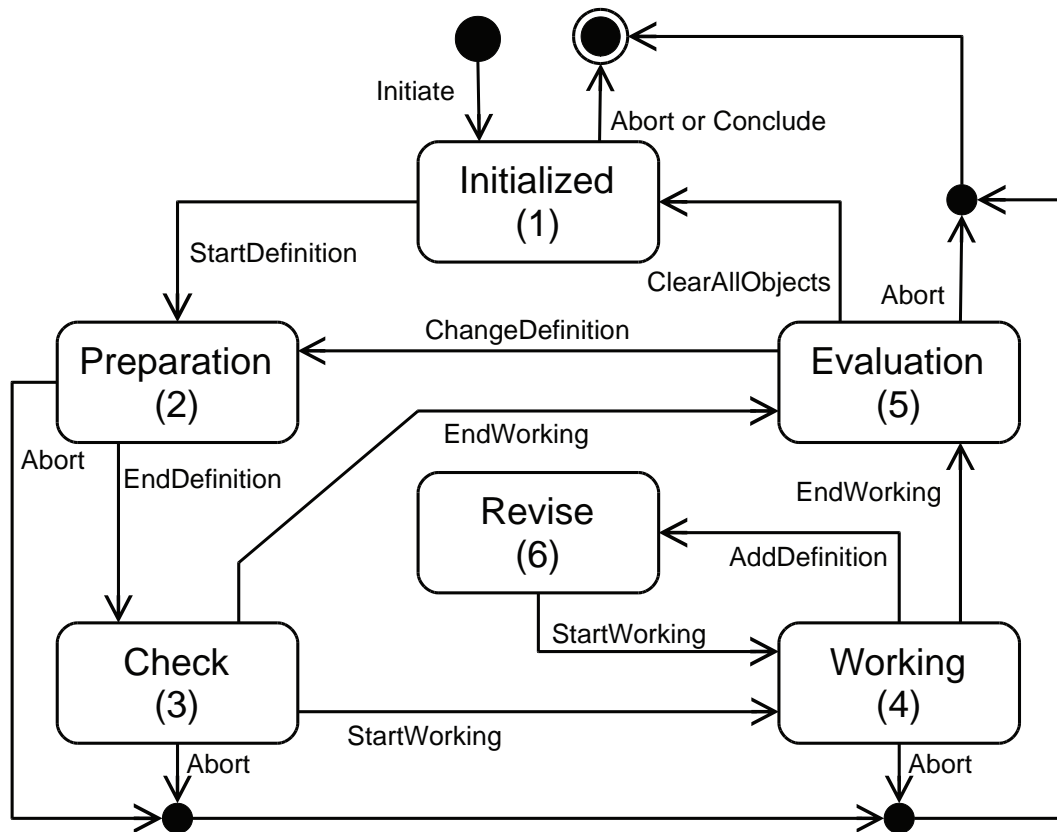 Initiate
Abort or Conclude
Initialized
(1)
StartDefinition
ClearAllObjects
Abort
ChangeDefinition
Preparation
(2)
Evaluation
(5)
EndWorking
Abort
EndDefinition
Revise
(6)
EndWorking
AddDefinition
StartWorking
Check
(3)
Working
(4)
StartWorking
Abort
Abort